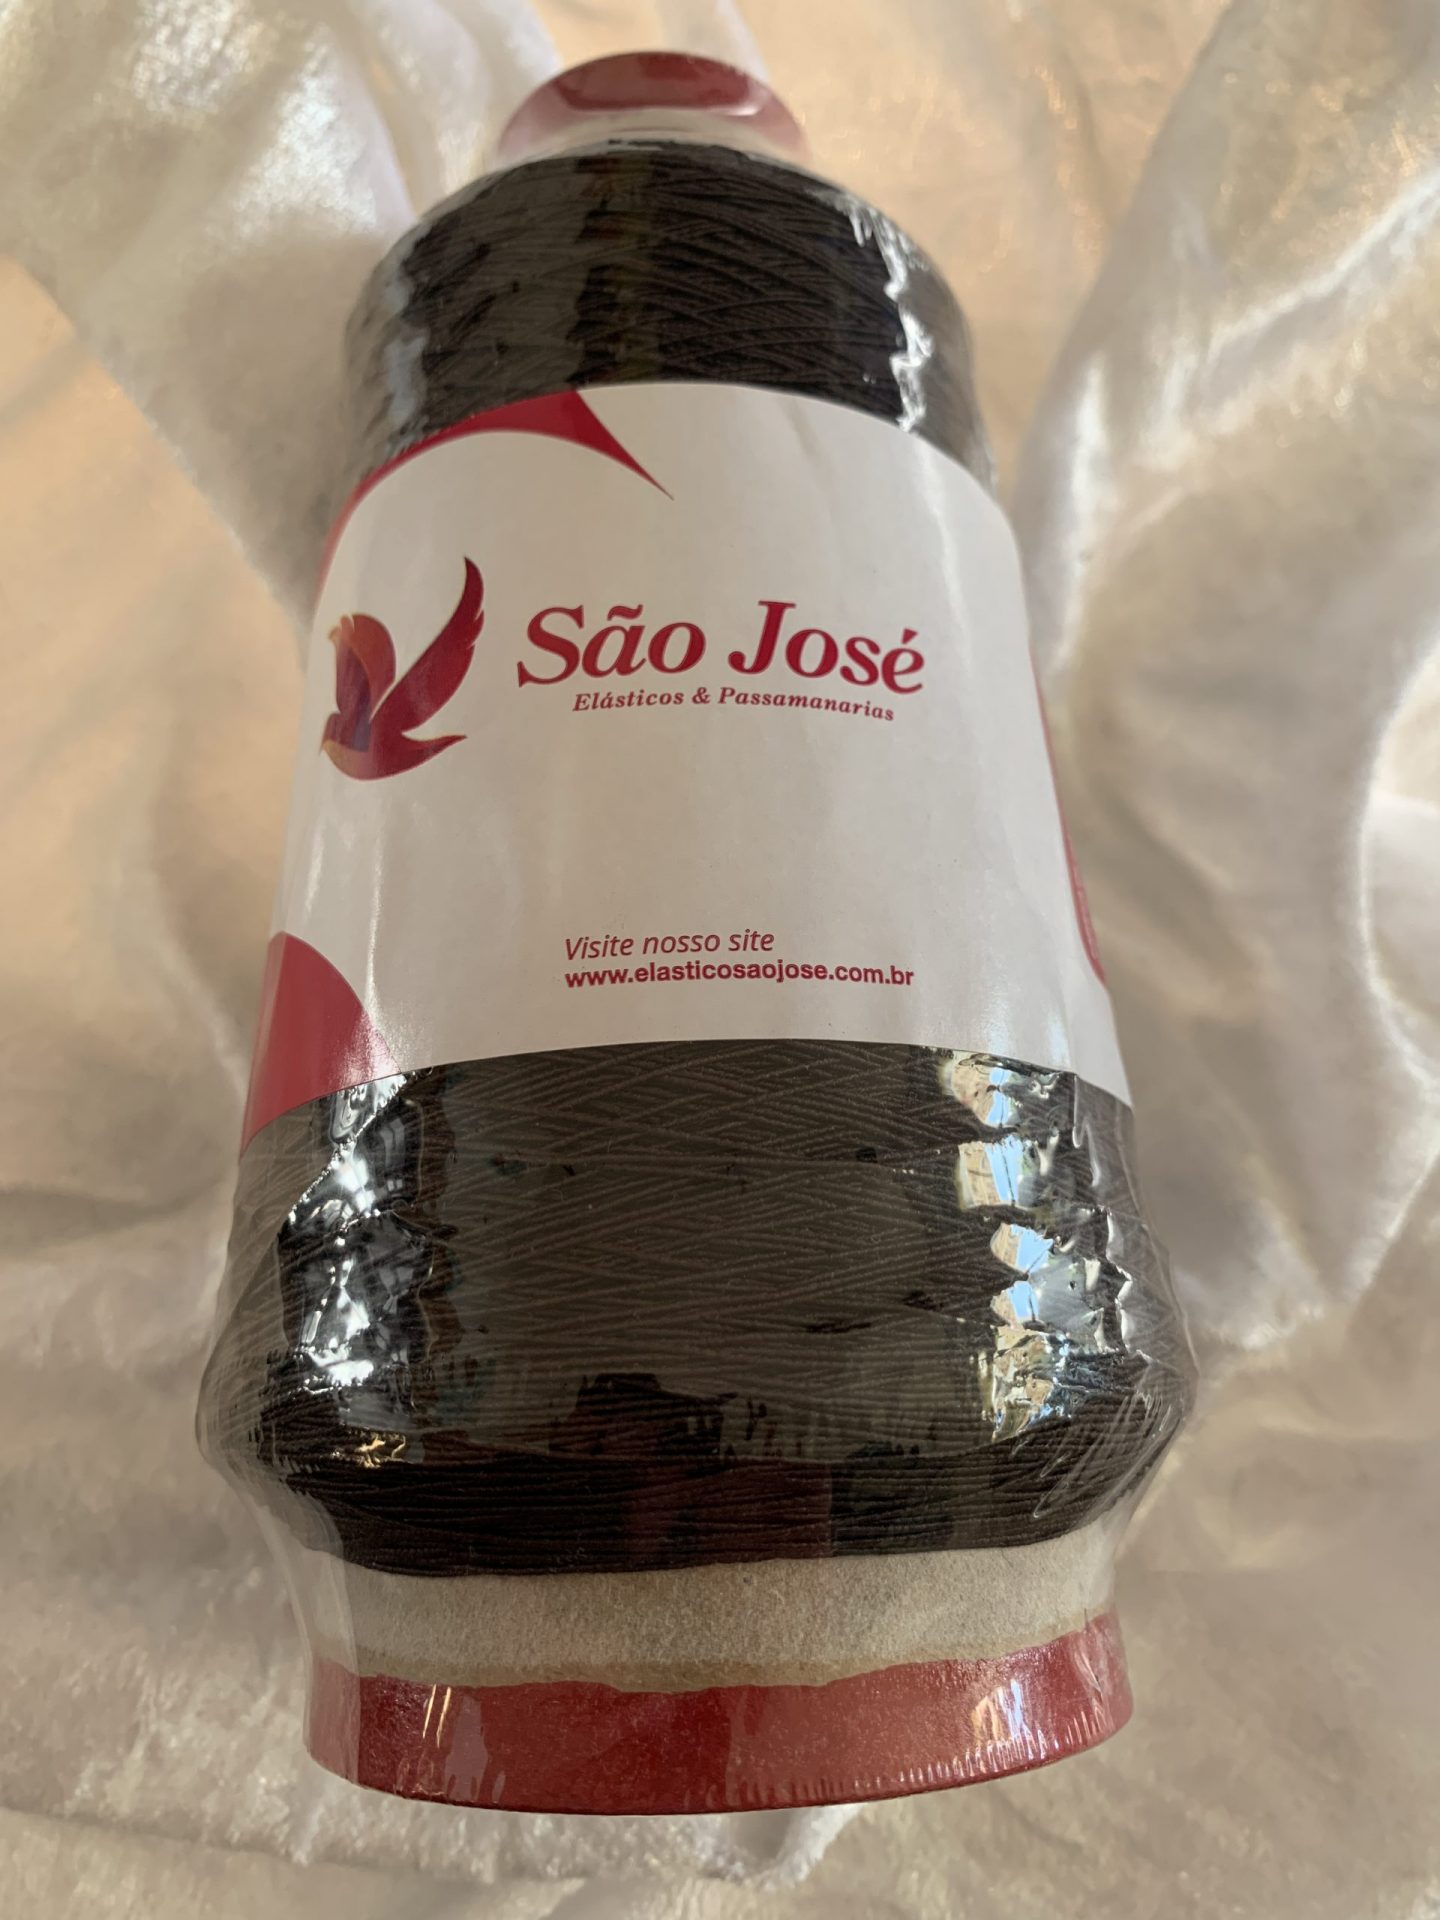 São José
Elásticos & Passamanarias
Visite nosso site
www.elasticosaojose.com.br